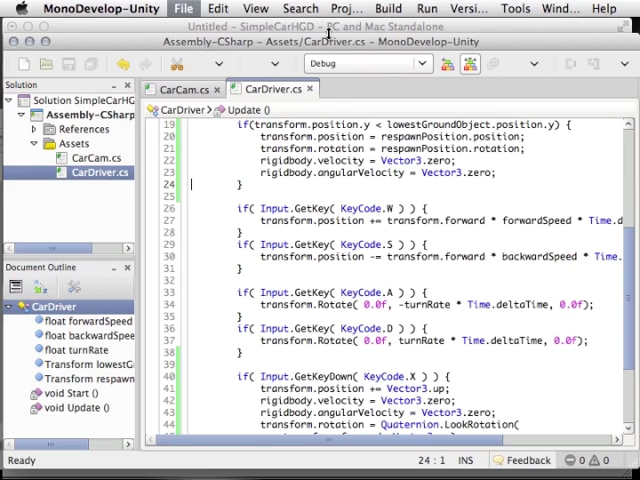 MonoDevelop-Unity File Edit View Search Proj... Build Run Versi... Tools Wind... Help
Untitled - SimpleCarHGD - PC and Mac Standalone
Assembly-CSharp - Assets/CarDriver.cs - MonoDevelop-Unity
Debug
Solution
Solution SimpleCarHG
Assembly-CSharp
References
Assets
CarCam.cs
CarDriver.cs
Document Outline
CarDriver
float forwardSpeed
float backwardSpee
float turnRate
Transform lowestG
Transform respawn
void Start ()
void Update ()
CarCam.cs × CarDriver.cs ×
CarDriver Update ()
19 if(transform.position.y < lowestGroundObject.position.y) {
20 transform.position = respawnPosition.position;
21 transform.rotation = respawnPosition.rotation;
22 rigidbody.velocity = Vector3.zero;
23 rigidbody.angularVelocity = Vector3.zero;
24 }
25
26 if( Input.GetKey( KeyCode.W ) ) {
27 transform.position += transform.forward * forwardSpeed * Time.d
28 }
29 if( Input.GetKey( KeyCode.S ) ) {
30 transform.position -= transform.forward * backwardSpeed * Time.
31 }
32
33 if( Input.GetKey( KeyCode.A ) ) {
34 transform.Rotate( 0.0f, -turnRate * Time.deltaTime, 0.0f);
35 }
36 if( Input.GetKey( KeyCode.D ) ) {
37 transform.Rotate( 0.0f, turnRate * Time.deltaTime, 0.0f);
38 }
39
40 if( Input.GetKeyDown( KeyCode.X ) ) {
41 transform.position += Vector3.up;
42 rigidbody.velocity = Vector3.zero;
43 rigidbody.angularVelocity = Vector3.zero;
44 transform.rotation = Quaternion.LookRotation(
Ready 24 : 1 INS Feedback 0 0